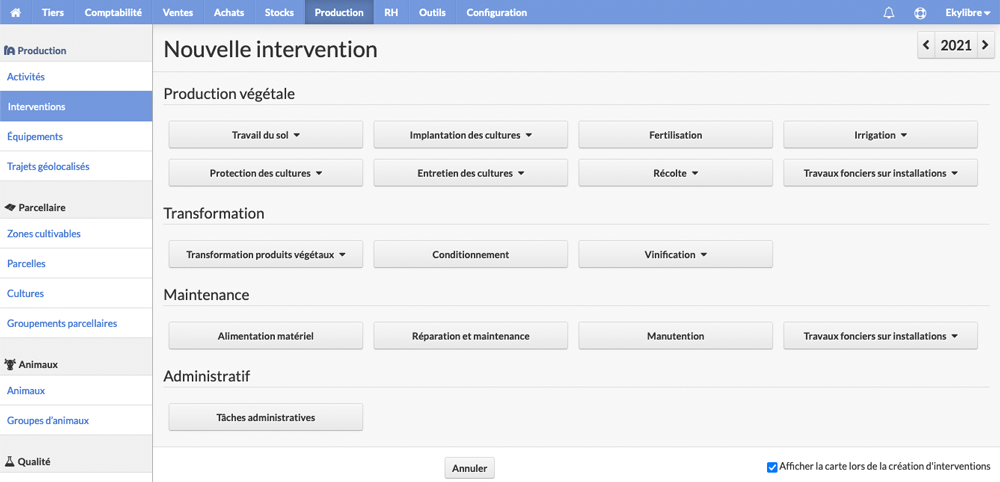 Tiers Comptabilité Ventes Achats Stocks Production RH Outils Configuration Ekylibre
Production
Activités
Interventions
Équipements
Trajets géolocalisés
Parcellaire
Zones cultivables
Parcelles
Cultures
Groupements parcellaires
Animaux
Animaux
Groupes d'animaux
Qualité
Nouvelle intervention
2021
Production végétale
Travail du sol Implantation des cultures Fertilisation Irrigation
Protection des cultures Entretien des cultures Récolte Travaux fonciers sur installations
Transformation
Transformation produits végétaux Conditionnement Vinification
Maintenance
Alimentation matériel Réparation et maintenance Manutention Travaux fonciers sur installations
Administratif
Tâches administratives
Annuler
Afficher la carte lors de la création d'interventions